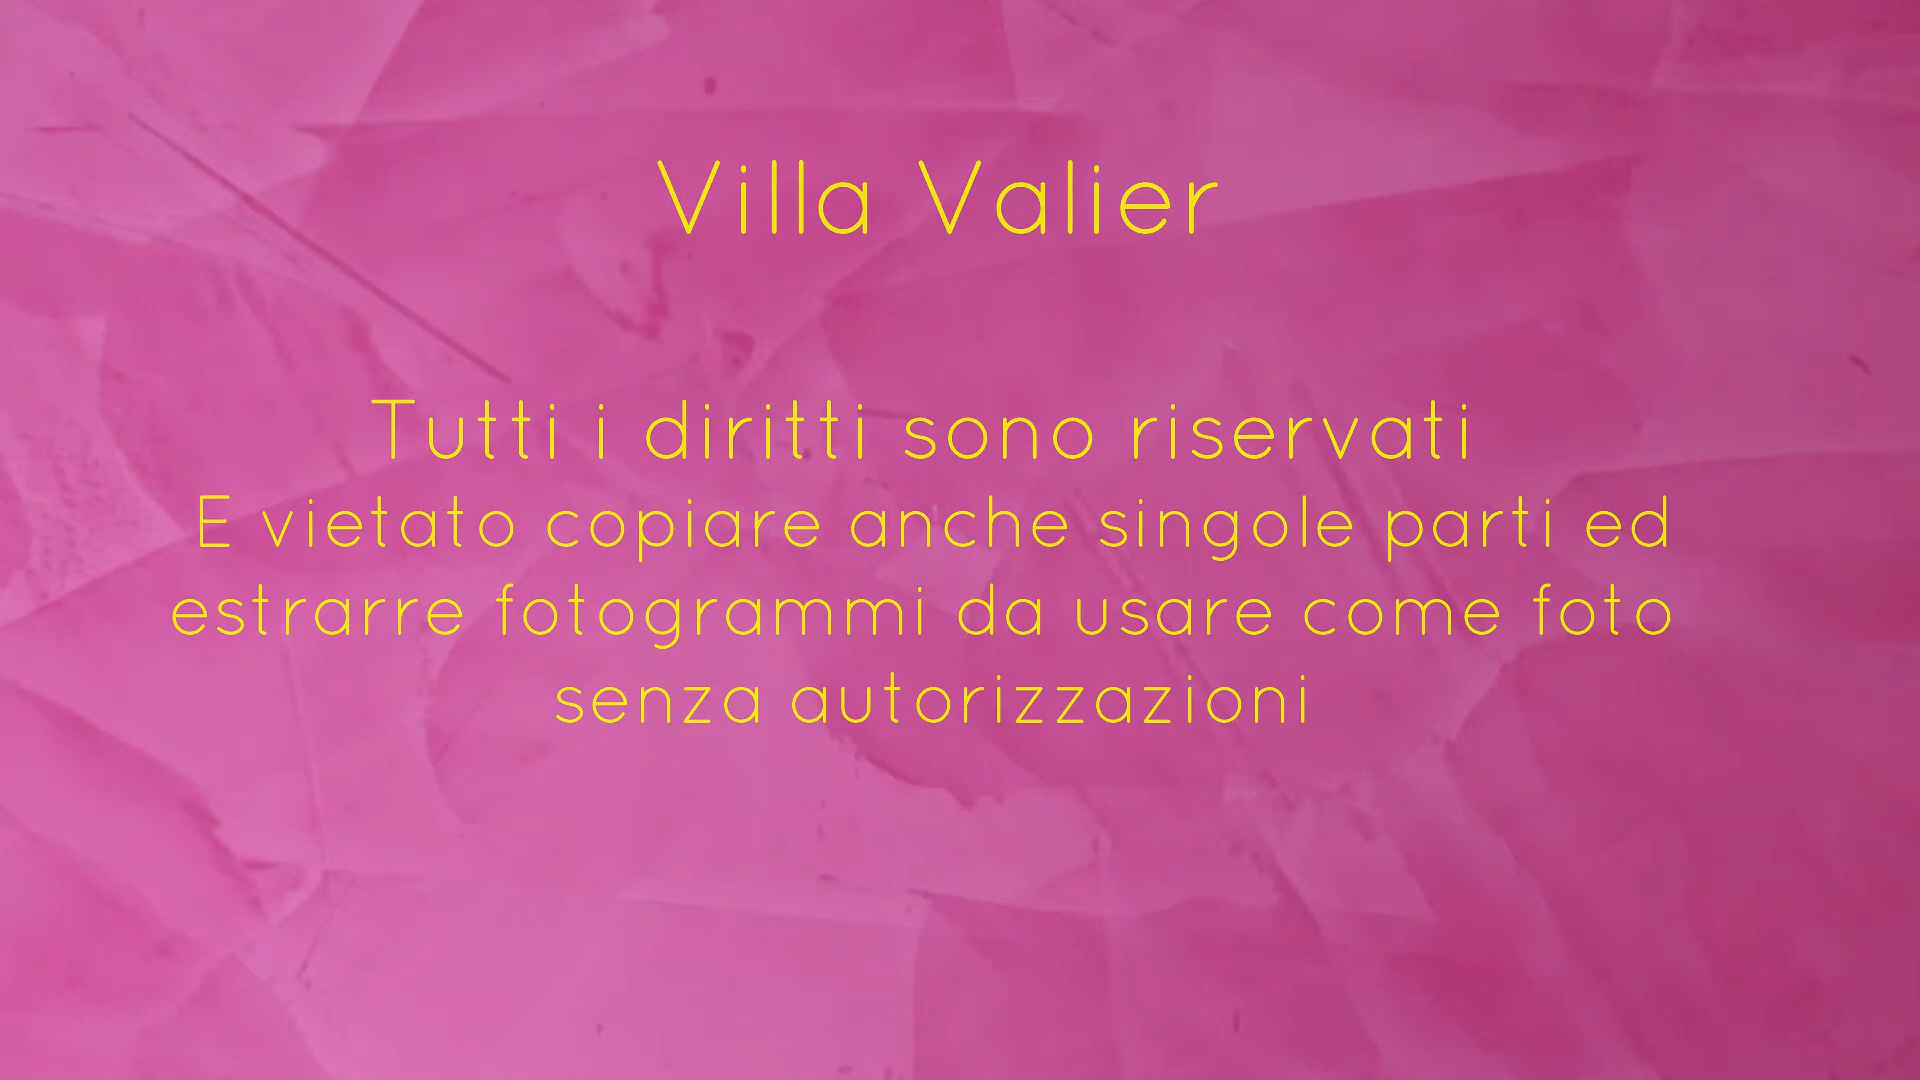 Villa Valier
Tutti i diritti sono riservati
E vietato copiare anche singole parti ed
estrarre fotogrammi da usare come foto
senza autorizzazioni